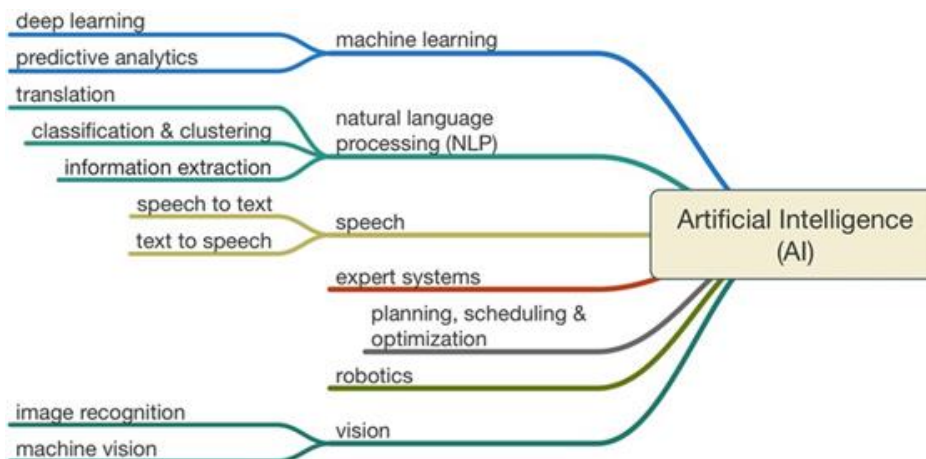 deep learning
predictive analytics
machine learning
translation
classification & clustering
information extraction
natural language
processing (NLP)
speech to text
text to speech
speech
expert systems
planning, scheduling &
optimization
robotics
image recognition
machine vision
vision
Artificial Intelligence
(AI)